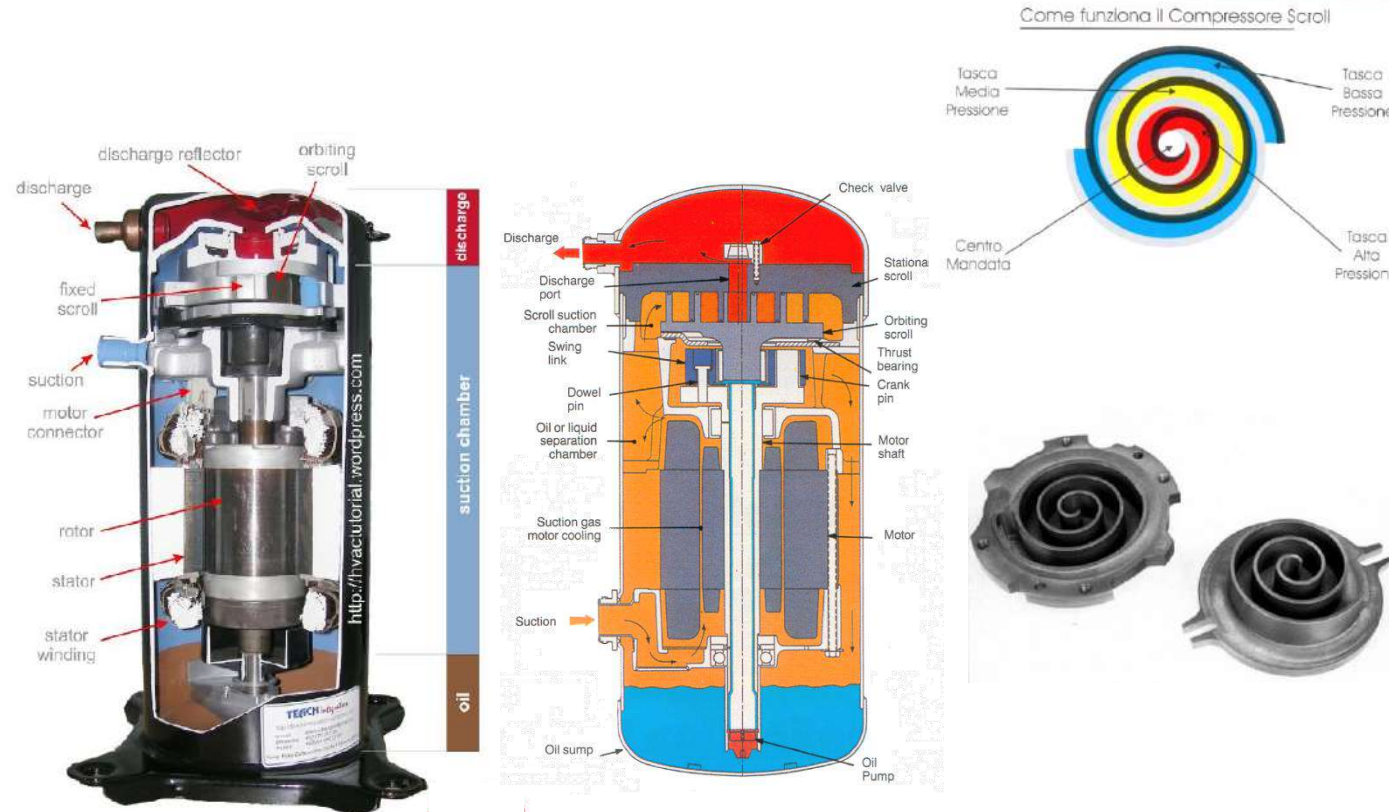 Come funziona il Compressore Scroll
Tasca
Media
Pressione
Tasca
Bassa
Pressione
Centro
Mandata
Tasca
Alta
Pression
discharge reflector
orbiting
scroll
discharge
fixed
scroll
suction
motor
connector
rotor
stator
stator
winding
http://hvactutorial.wordpress.com
discharge
suction chamber
oil
Check valve
Discharge
Stationa
scroll
Discharge
port
Scroll suction
chamber
Orbiting
scroll
Swing
link
Thrust
bearing
Dowel
pin
Crank
pin
Oil or liquid
separation
chamber
Motor
shaft
Suction gas
motor cooling
Motor
Suction
Oil sump
Oil
Pump